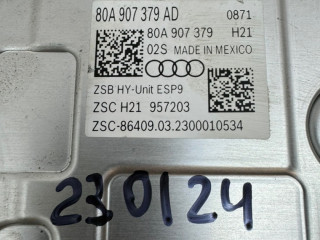 80A 907 379 AD 0871
80A 907 379 H21
02S MADE IN MEXICO
ZSB HY-Unit ESP9
ZSC H21 957203
ZSC-86409.03.2300010534
230124